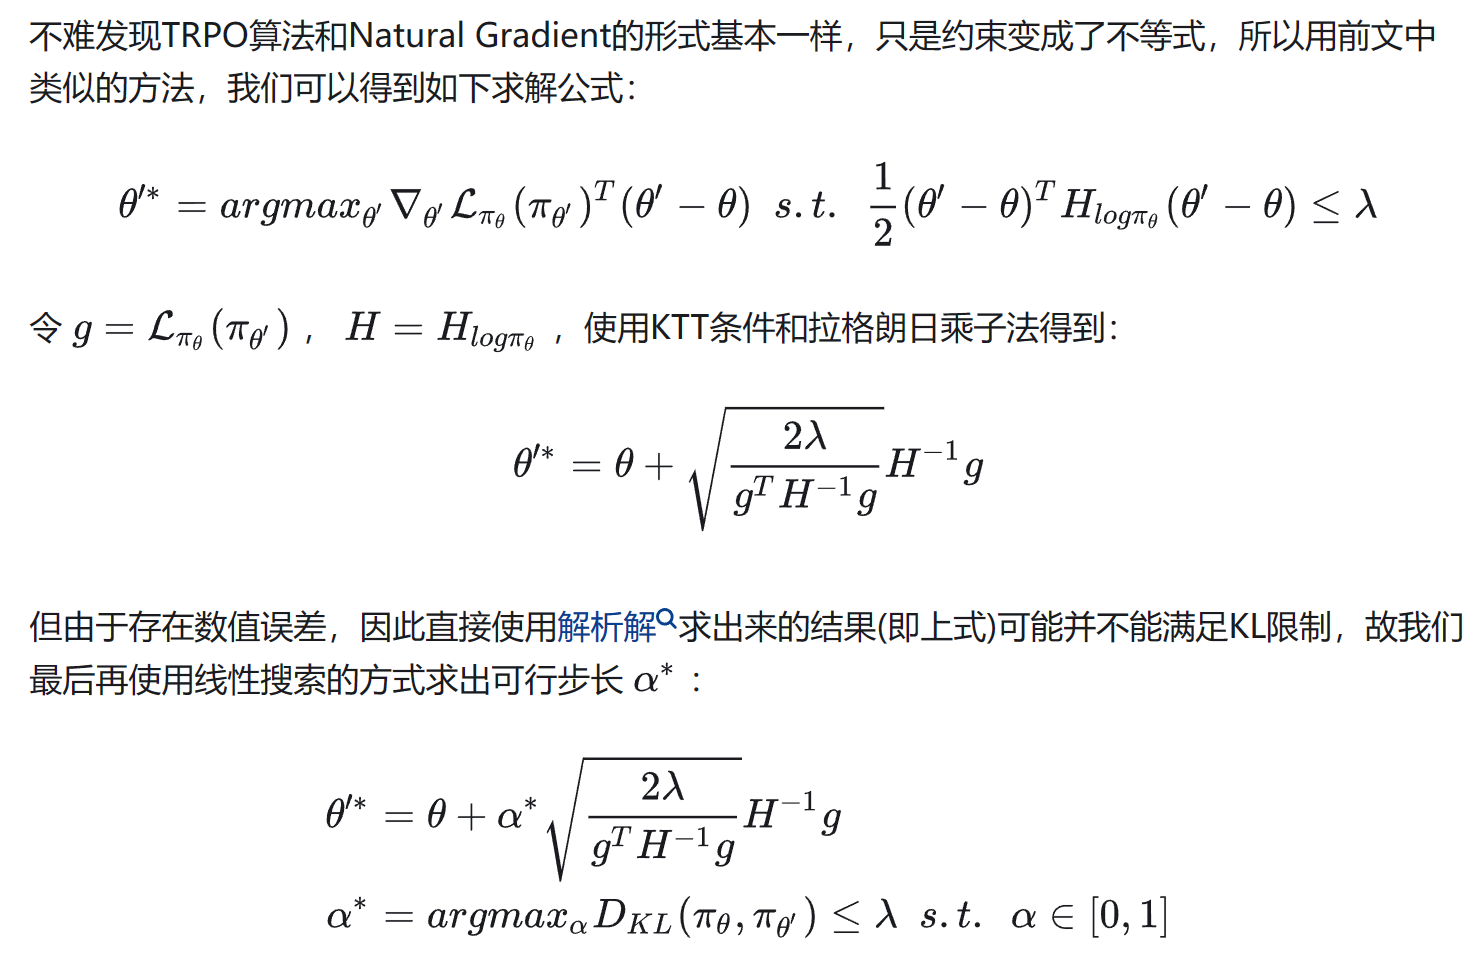 不难发现TRPO算法和Natural Gradient的形式基本一样，只是约束变成了不等式，所以用前文中
类似的方法，我们可以得到如下求解公式：
$\theta'^* = argmax_{\theta'} \nabla_{\theta'} \mathcal{L}_{\pi_\theta}(\pi_{\theta'})^T(\theta' - \theta) \ \ s.t. \ \ \frac{1}{2}(\theta' - \theta)^T H_{log\pi_\theta}(\theta' - \theta) \leq \lambda$
令 $g = \mathcal{L}_{\pi_\theta}(\pi_{\theta'})$ ， $H = H_{log\pi_\theta}$ ，使用KTT条件和拉格朗日乘子法得到：
$\theta'^* = \theta + \sqrt{\frac{2\lambda}{g^T H^{-1} g}} H^{-1} g$
但由于存在数值误差，因此直接使用解析解求出来的结果(即上式)可能并不能满足KL限制，故我们
最后再使用线性搜索的方式求出可行步长 $\alpha^*$ ：
$\theta'^* = \theta + \alpha^* \sqrt{\frac{2\lambda}{g^T H^{-1} g}} H^{-1} g$
$\alpha^* = argmax_\alpha D_{KL}(\pi_\theta, \pi_{\theta'}) \leq \lambda \ \ s.t. \ \ \alpha \in [0, 1]$